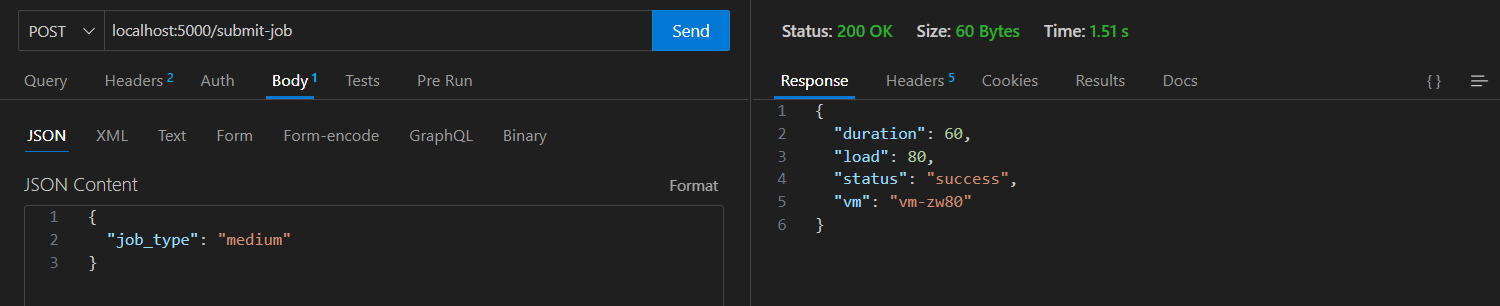 POST localhost:5000/submit-job Send
Query Headers 2 Auth Body 1 Tests Pre Run
JSON XML Text Form Form-encode GraphQL Binary
JSON Content Format
1 {
2 "job_type": "medium"
3 }
Status: 200 OK Size: 60 Bytes Time: 1.51 s
Response Headers 5 Cookies Results Docs { }
1 {
2 "duration": 60,
3 "load": 80,
4 "status": "success",
5 "vm": "vm-zw80"
6 }